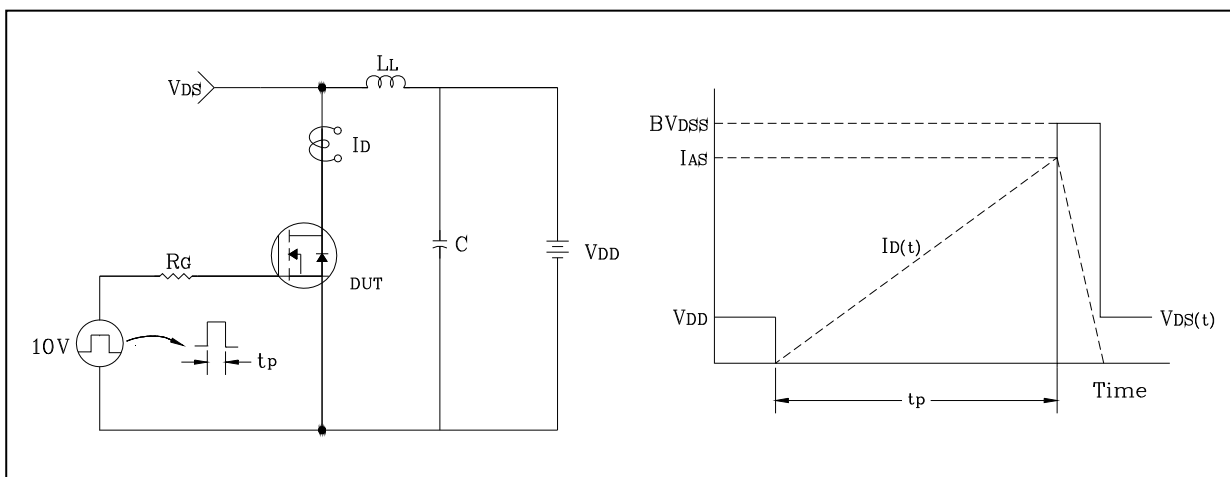 LL
VDS
ID
C
VDD
RG
DUT
10V
tp
BVDSS
IAS
ID(t)
VDD
VDS(t)
Time
tp